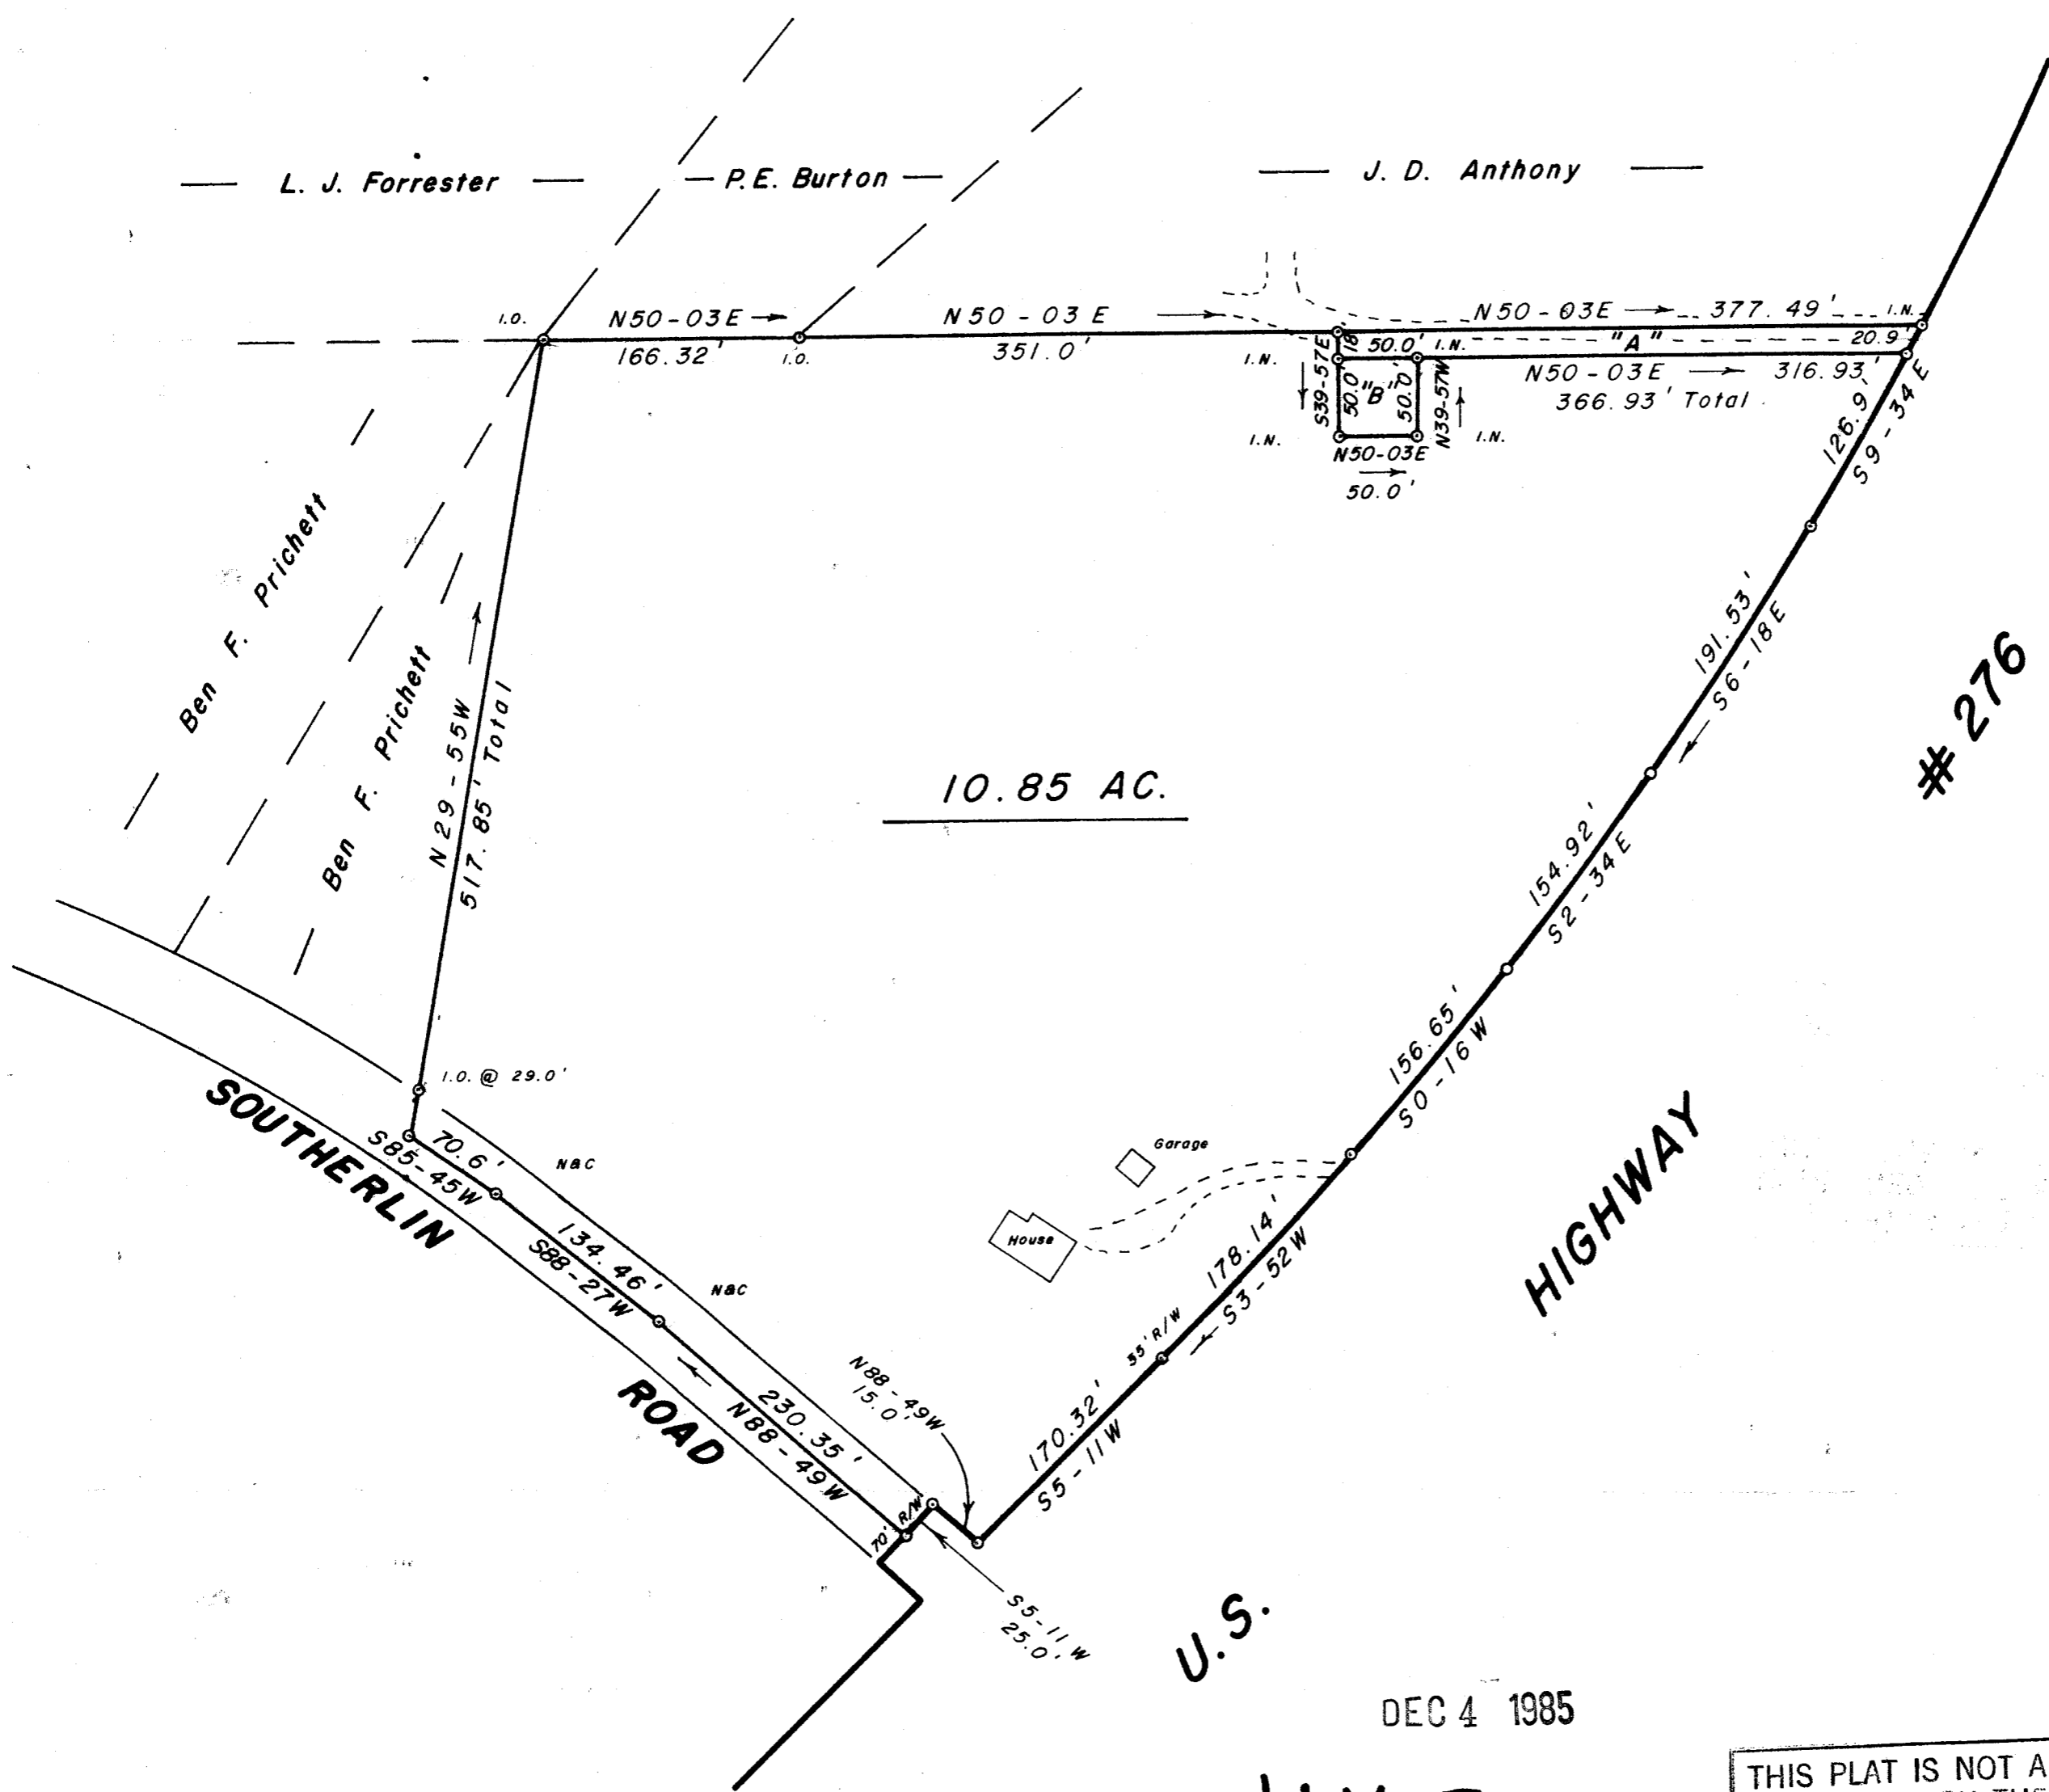 L. J. Forrester
P.E. Burton
J. D. Anthony
I.O.
N50-03E
166.32'
I.O.
N50-03E
351.0'
N50-03E
377.49'
I.N.
"A"
20.9'
S39-57E
18'
50.0'
I.N.
I.N.
50.0'
"B"
50.0'
N39-57W
N50-03E
316.93'
366.93' Total
I.N.
I.N.
N50-03E
50.0'
126.9'
S9-34E
191.53'
S6-18E
154.92'
S2-34E
156.65'
S0-16W
178.14'
S3-52W
55'R/W
170.32'
S5-11W
Ben F. Prichett
Ben F. Prichett
N29-55W
517.85' Total
10.85 AC.
# 276
HIGHWAY
U.S.
I.O. @ 29.0'
SOUTHERLIN
ROAD
70.6'
S85-45W
N&C
134.46'
S88-27W
N&C
230.35'
N88-49W
N88-49W
15.0'
70' R/W
S5-11W
25.0'
Garage
House
DEC 4 1985
THIS PLAT IS NOT A